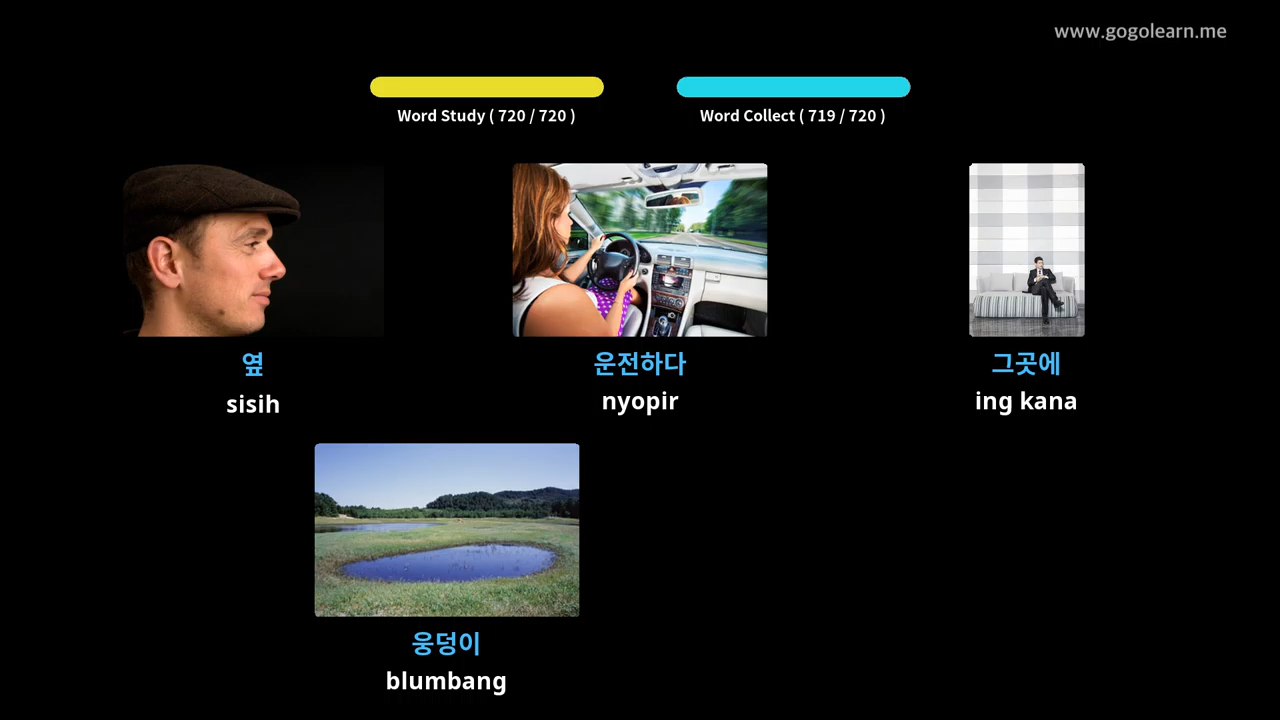 www.gogolearn.me
Word Study ( 720 / 720 )
Word Collect ( 719 / 720 )
옆
운전하다
그곳에
sisih
nyopir
ing kana
웅덩이
blumbang